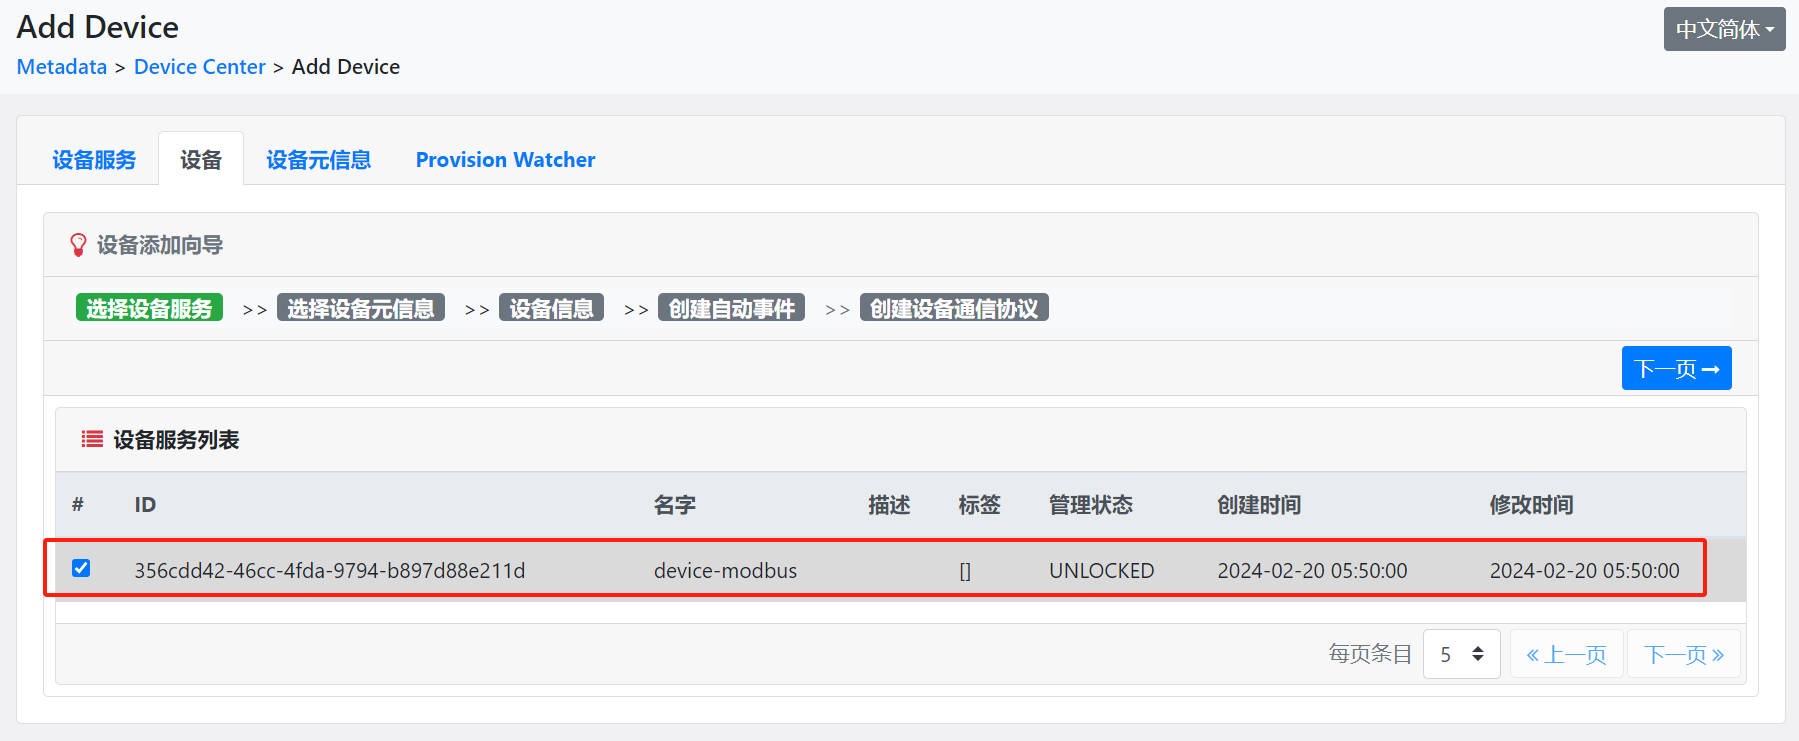 Add Device
中文简体
Metadata > Device Center > Add Device
设备服务 设备 设备元信息 Provision Watcher
设备添加向导
选择设备服务 >> 选择设备元信息 >> 设备信息 >> 创建自动事件 >> 创建设备通信协议
下一页
设备服务列表
# ID 名字 描述 标签 管理状态 创建时间 修改时间
356cdd42-46cc-4fda-9794-b897d88e211d device-modbus [] UNLOCKED 2024-02-20 05:50:00 2024-02-20 05:50:00
每页条目 5 « 上一页 下一页 »